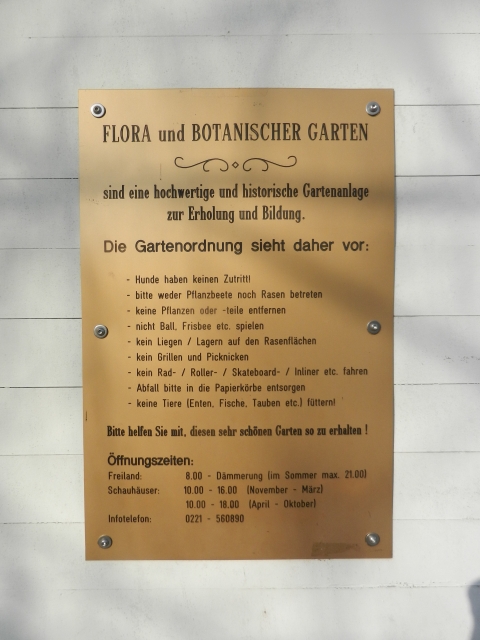 FLORA und BOTANISCHER GARTEN
sind eine hochwertige und historische Gartenanlage
zur Erholung und Bildung.
Die Gartenordnung sieht daher vor:
- Hunde haben keinen Zutritt!
- bitte weder Pflanzbeete noch Rasen betreten
- keine Pflanzen oder -teile entfernen
- nicht Ball, Frisbee etc. spielen
- kein Liegen / Lagern auf den Rasenflächen
- kein Grillen und Picknicken
- kein Rad- / Roller- / Skateboard- / Inliner etc. fahren
- Abfall bitte in die Papierkörbe entsorgen
- keine Tiere (Enten, Fische, Tauben etc.) füttern!
Bitte helfen Sie mit, diesen sehr schönen Garten so zu erhalten !
Öffnungszeiten:
Freiland: 8.00 - Dämmerung (im Sommer max. 21.00)
Schauhäuser: 10.00 - 16.00 (November - März)
10.00 - 18.00 (April - Oktober)
Infotelefon: 0221 - 560890